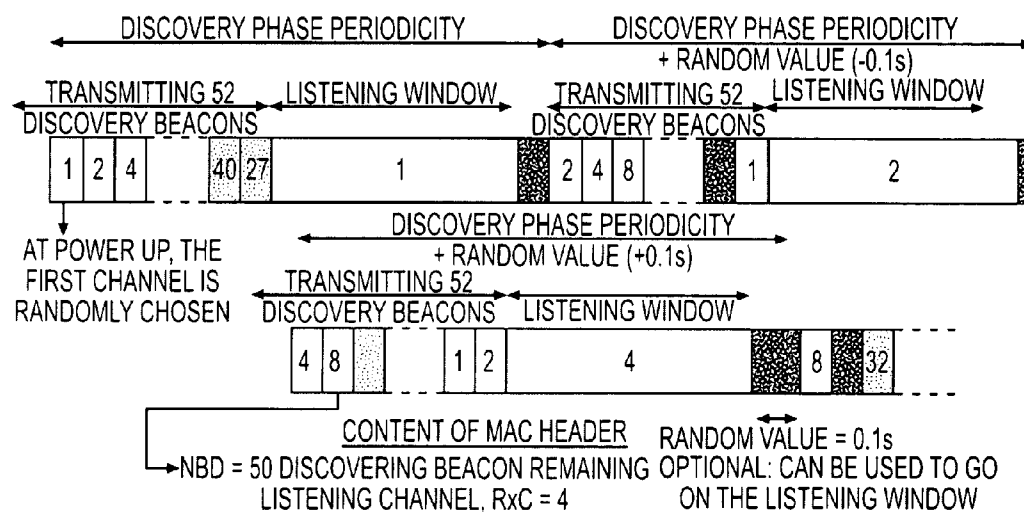 DISCOVERY PHASE PERIODICITY
DISCOVERY PHASE PERIODICITY
+ RANDOM VALUE (-0.1s)
TRANSMITTING 52
DISCOVERY BEACONS
LISTENING WINDOW
TRANSMITTING 52
DISCOVERY BEACONS
LISTENING WINDOW
1 2 4 40 27 1 2 4 8 1 2
AT POWER UP, THE
FIRST CHANNEL IS
RANDOMLY CHOSEN
DISCOVERY PHASE PERIODICITY
+ RANDOM VALUE (+0.1s)
TRANSMITTING 52
DISCOVERY BEACONS
LISTENING WINDOW
4 8 1 2 4 8 32
CONTENT OF MAC HEADER
NBD = 50 DISCOVERING BEACON REMAINING
LISTENING CHANNEL, RxC = 4
RANDOM VALUE = 0.1s
OPTIONAL: CAN BE USED TO GO
ON THE LISTENING WINDOW